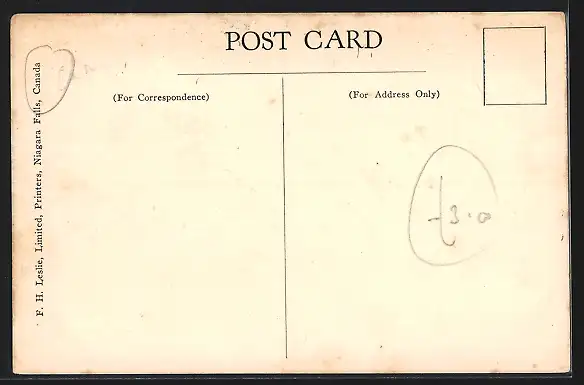 POST CARD
(For Correspondence)
(For Address Only)
F. H. Leslie, Limited, Printers, Niagara Falls, Canada